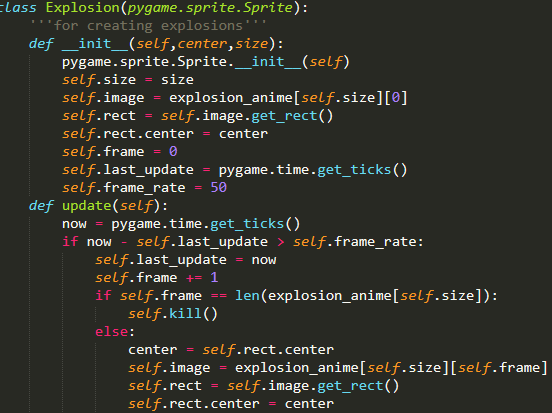 class Explosion(pygame.sprite.Sprite):
    '''for creating explosions'''
    def __init__(self,center,size):
        pygame.sprite.Sprite.__init__(self)
        self.size = size
        self.image = explosion_anime[self.size][0]
        self.rect = self.image.get_rect()
        self.rect.center = center
        self.frame = 0
        self.last_update = pygame.time.get_ticks()
        self.frame_rate = 50
    def update(self):
        now = pygame.time.get_ticks()
        if now - self.last_update > self.frame_rate:
            self.last_update = now
            self.frame += 1
            if self.frame == len(explosion_anime[self.size]):
                self.kill()
            else:
                center = self.rect.center
                self.image = explosion_anime[self.size][self.frame]
                self.rect = self.image.get_rect()
                self.rect.center = center